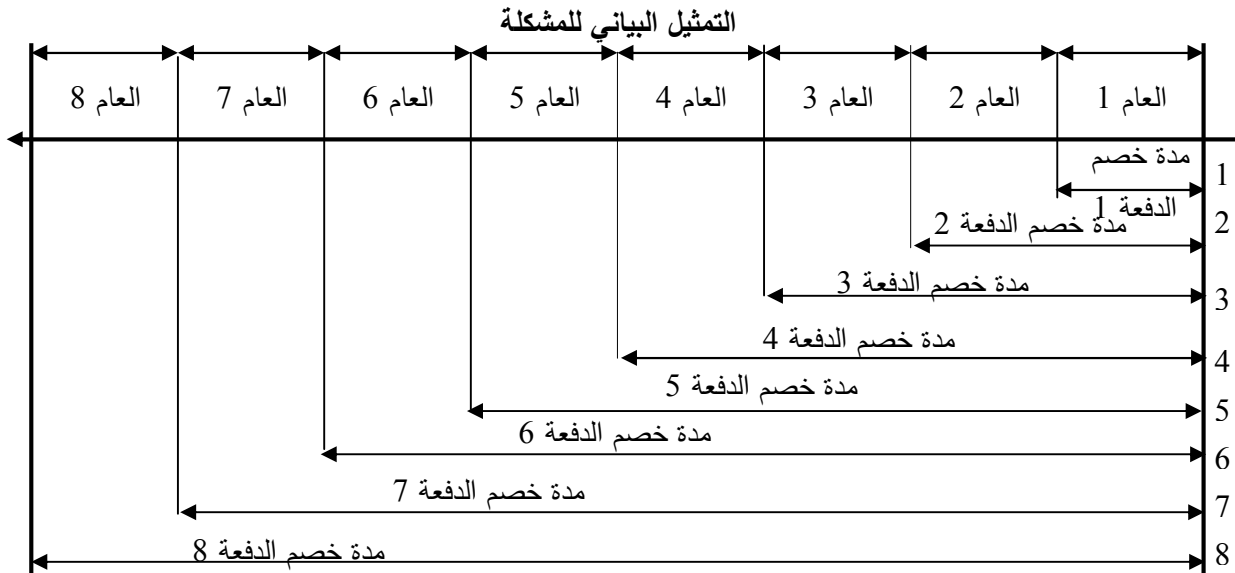 التمثيل البياني للمشكلة
العام 1 العام 2 العام 3 العام 4 العام 5 العام 6 العام 7 العام 8
مدة خصم
1
الدفعة 1
2
مدة خصم الدفعة 2
مدة خصم الدفعة 3
3
مدة خصم الدفعة 4
4
مدة خصم الدفعة 5
5
مدة خصم الدفعة 6
6
مدة خصم الدفعة 7
7
مدة خصم الدفعة 8
8